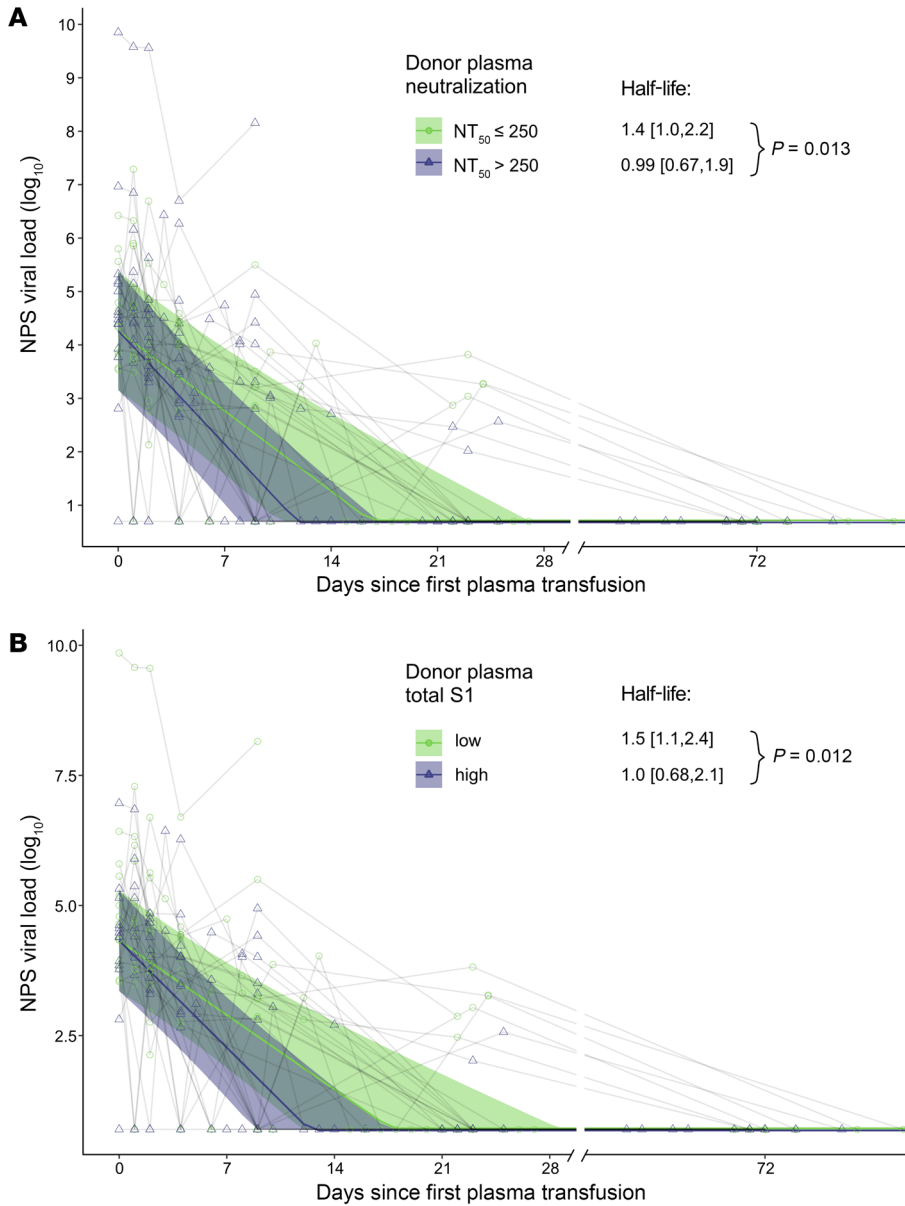 A
10
9
8
7
6
5
4
3
2
1
NPS viral load (log10)
Donor plasma
neutralization
Half-life:
NT50 ≤ 250
1.4 [1.0,2.2]
NT50 > 250
0.99 [0.67,1.9]
P = 0.013
0 7 14 21 28 72
Days since first plasma transfusion
B
10.0
7.5
5.0
2.5
NPS viral load (log10)
Donor plasma
total S1
Half-life:
low
1.5 [1.1,2.4]
high
1.0 [0.68,2.1]
P = 0.012
0 7 14 21 28 72
Days since first plasma transfusion